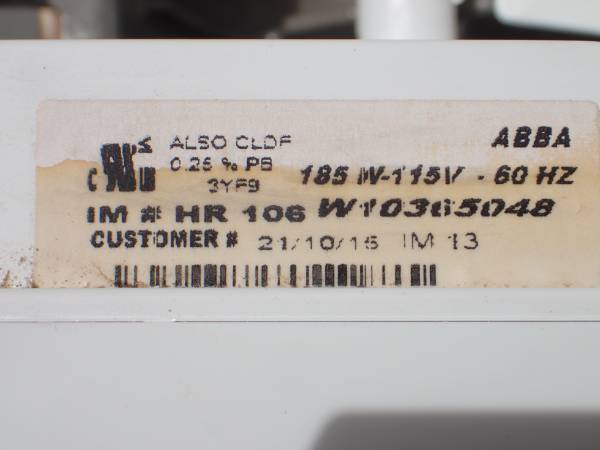 ALSO CLDF
ABBA
0.25 % PB
3YF9
185 W-115V - 60 HZ
IM # HR 106 W10365048
CUSTOMER # 21/10/15 IM 13